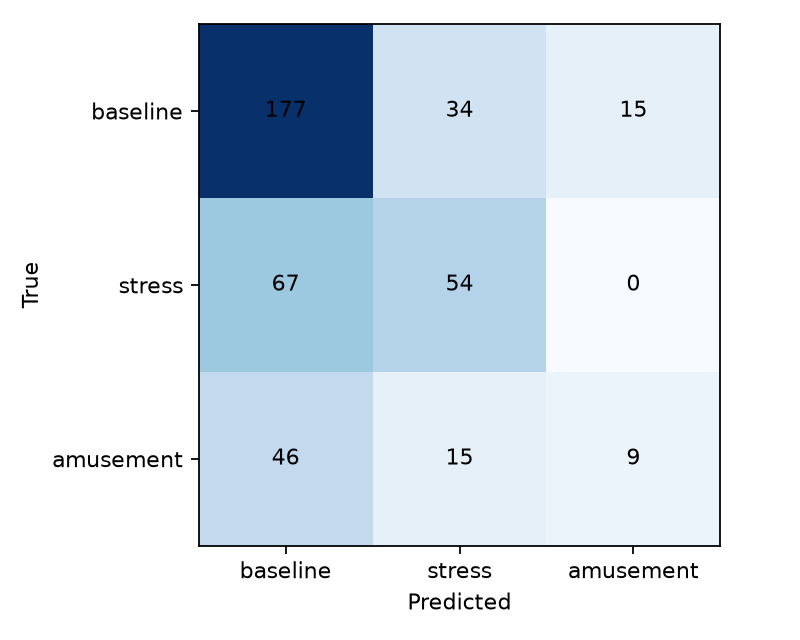 baseline 177 34 15
True
stress 67 54 0
amusement 46 15 9
baseline stress amusement
Predicted